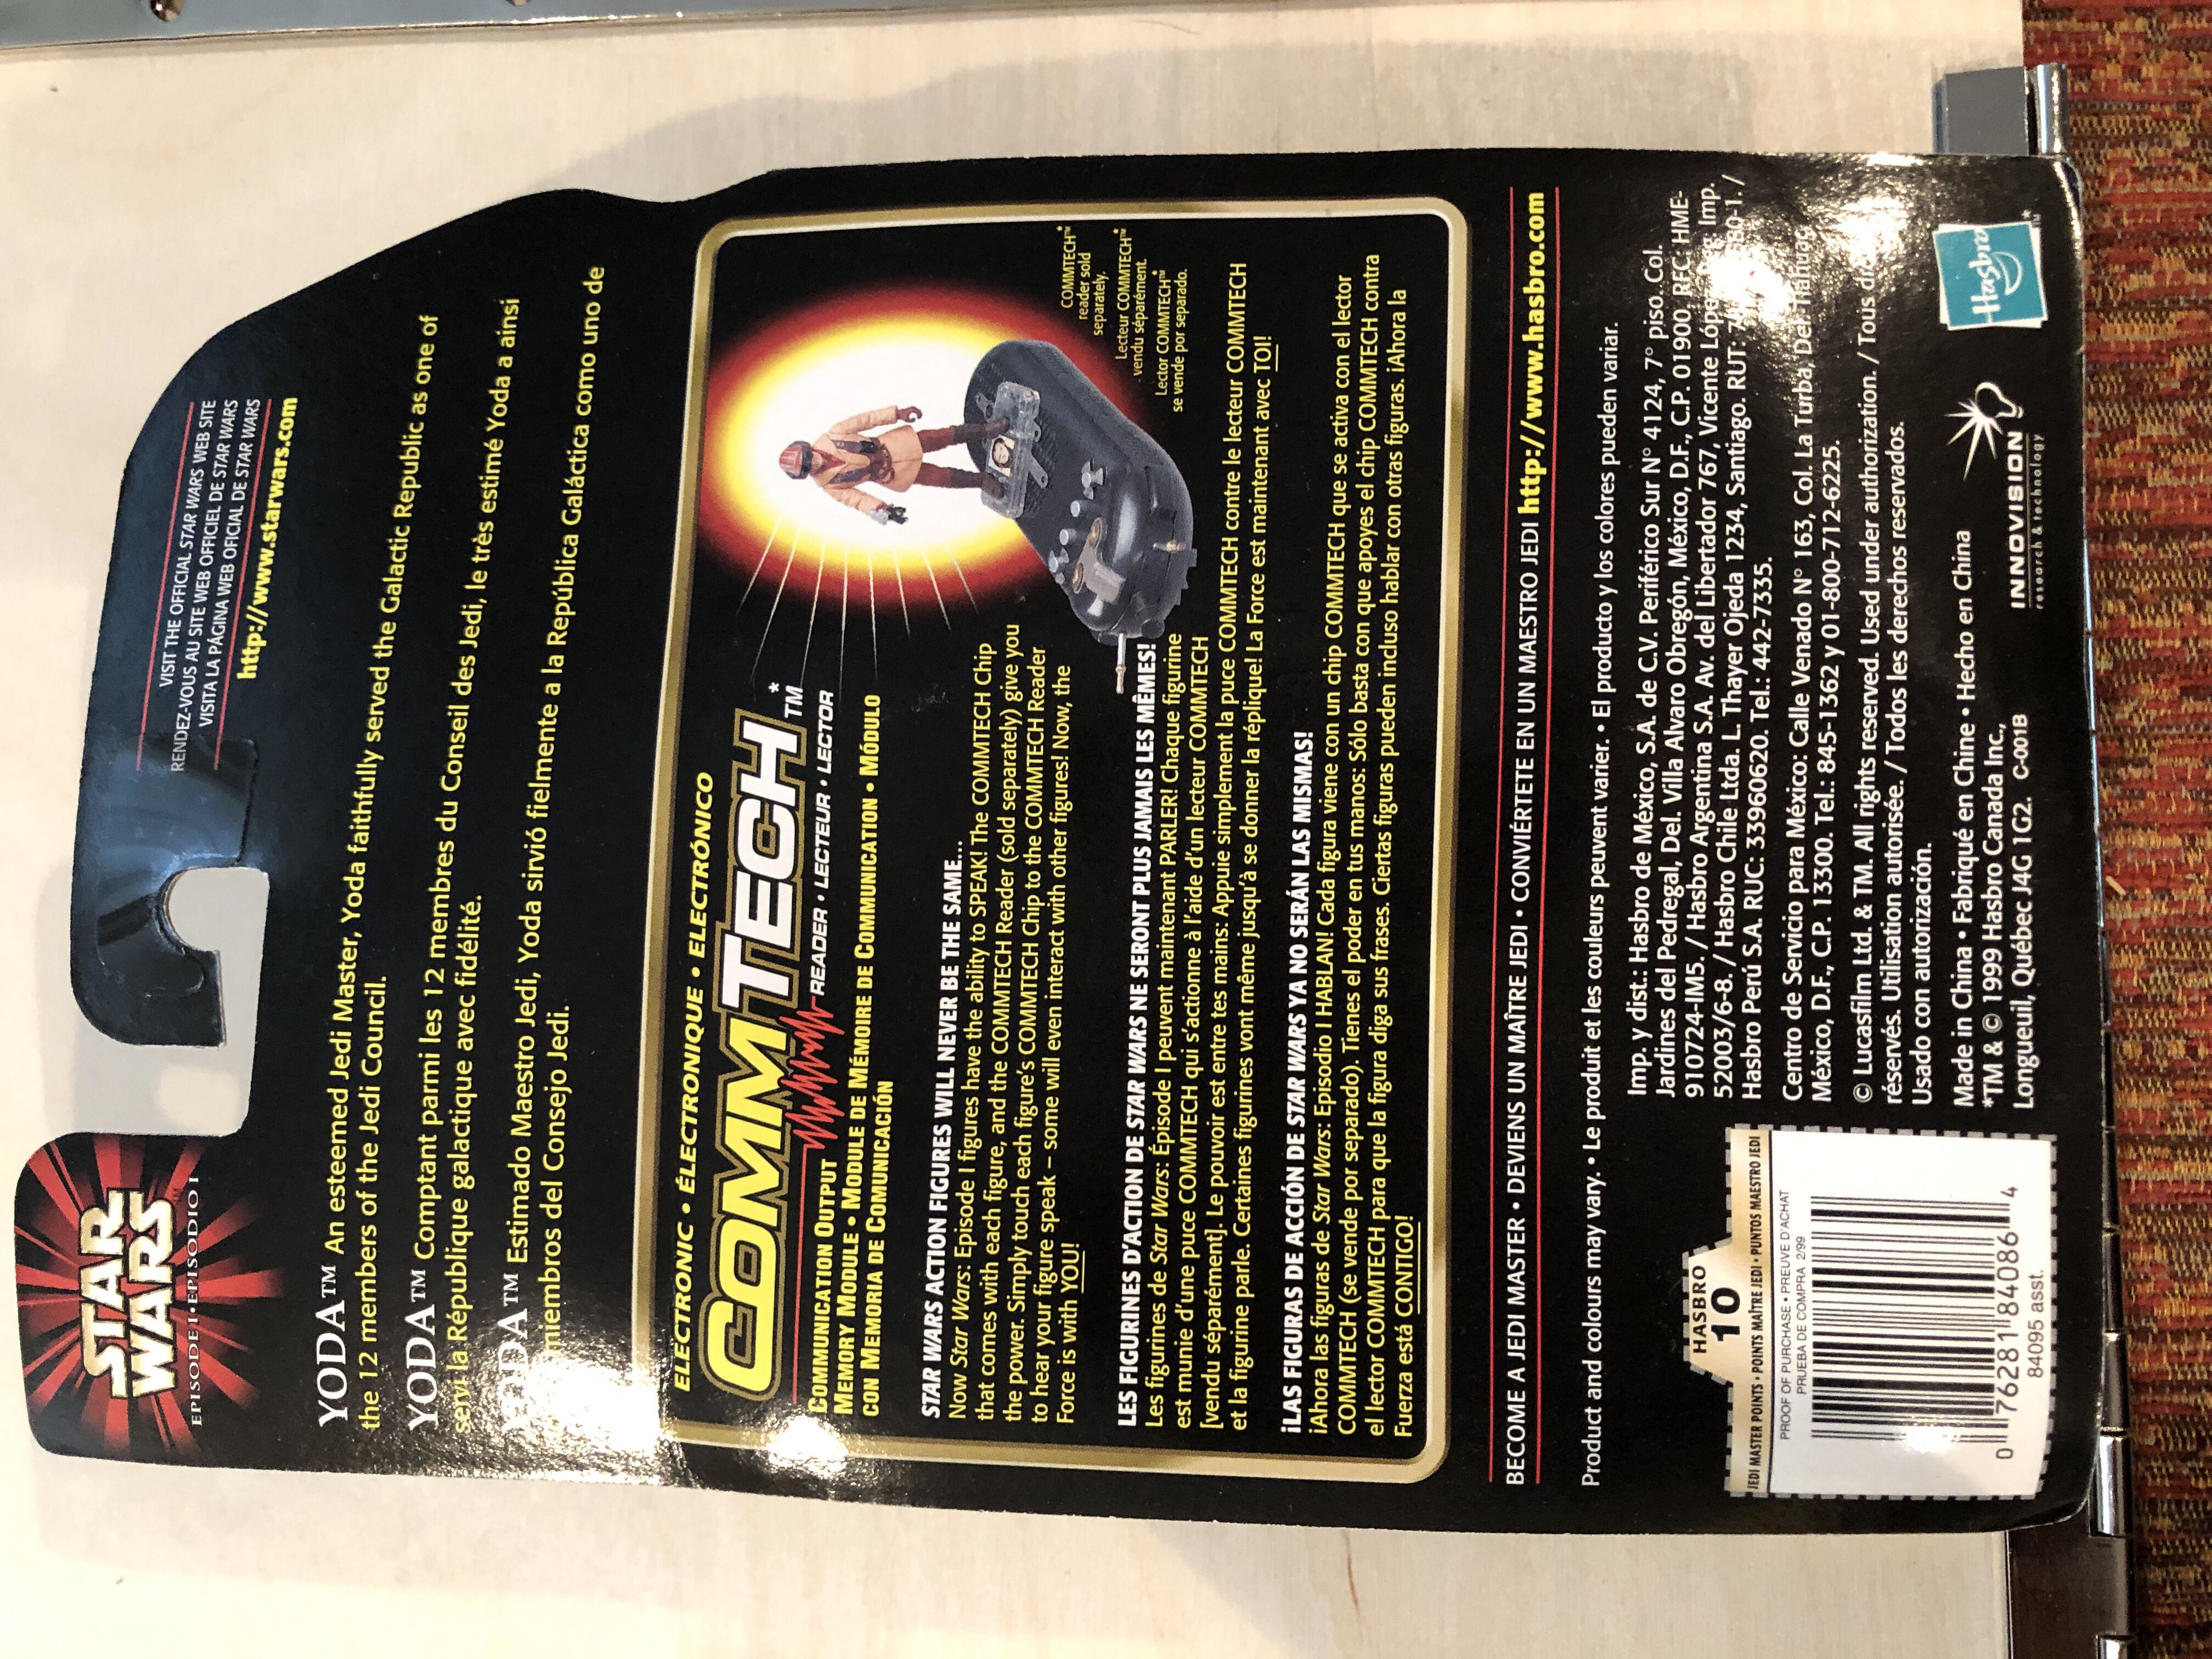 STAR
WARS
EPISODE I • EPISODIO I
VISIT THE OFFICIAL STAR WARS WEB SITE
RENDEZ-VOUS AU SITE WEB OFFICIEL DE STAR WARS
VISITA LA PÁGINA WEB OFICIAL DE STAR WARS
http://www.starwars.com
YODA™ An esteemed Jedi Master, Yoda faithfully served the Galactic Republic as one of
the 12 members of the Jedi Council.
YODA™ Comptant parmi les 12 membres du Conseil des Jedi, le très estimé Yoda a ainsi
servi la République galactique avec fidélité.
YODA™ Estimado Maestro Jedi, Yoda sirvió fielmente a la República Galáctica como uno de
miembros del Consejo Jedi.
ELECTRONIC • ÉLECTRONIQUE • ELECTRÓNICO
COMMTECH™*
READER • LECTEUR • LECTOR
COMMUNICATION OUTPUT
MEMORY MODULE • MODULE DE MÉMOIRE DE COMMUNICATION • MÓDULO
CON MEMORIA DE COMUNICACIÓN
COMMTECH™
reader sold
separately.
Lecteur COMMTECH™
vendu séparément.
Lector COMMTECH™
se vende por separado.
STAR WARS ACTION FIGURES WILL NEVER BE THE SAME...
Now Star Wars: Episode I figures have the ability to SPEAK! The COMMTECH Chip
that comes with each figure, and the COMMTECH Reader (sold separately) give you
the power. Simply touch each figure's COMMTECH Chip to the COMMTECH Reader
to hear your figure speak – some will even interact with other figures! Now, the
Force is with YOU!
LES FIGURINES D'ACTION DE STAR WARS NE SERONT PLUS JAMAIS LES MÊMES!
Les figurines de Star Wars: Épisode I peuvent maintenant PARLER! Chaque figurine
est munie d'une puce COMMTECH qui s'actionne à l'aide d'un lecteur COMMTECH
[vendu séparément]. Le pouvoir est entre tes mains: Appuie simplement la puce COMMTECH contre le lecteur COMMTECH
et la figurine parle. Certaines figurines vont même jusqu'à se donner la réplique! La Force est maintenant avec TOI!
¡LAS FIGURAS DE ACCIÓN DE STAR WARS YA NO SERÁN LAS MISMAS!
¡Ahora las figuras de Star Wars: Episodio I HABLAN! Cada figura viene con un chip COMMTECH que se activa con el lector
COMMTECH (se vende por separado). Tienes el poder en tus manos: Sólo basta con que apoyes el chip COMMTECH contra
el lector COMMTECH para que la figura diga sus frases. Ciertas figuras pueden incluso hablar con otras figuras. ¡Ahora la
Fuerza está CONTIGO!
BECOME A JEDI MASTER • DEVIENS UN MAÎTRE JEDI • CONVIÉRTETE EN UN MAESTRO JEDI http://www.hasbro.com
Product and colours may vary. • Le produit et les couleurs peuvent varier. • El producto y los colores pueden variar.
Imp. y dist.: Hasbro de México, S.A. de C.V. Periférico Sur N° 4124, 7° piso. Col.
Jardines del Pedregal, Del. Villa Alvaro Obregón, México, D.F., C.P. 01900, RFC: HME-
910724-IM5. / Hasbro Argentina S.A. Av. del Libertador 767, Vicente López Imp.
52003/6-8. / Hasbro Chile Ltda. L. Thayer Ojeda 1234, Santiago. RUT:
Hasbro Perú S.A. RUC: 33960620. Tel.: 442-7335.
Centro de Servicio para México: Calle Venado N° 163, Col. La Turba, Del.
México, D.F., C.P. 13300. Tel.: 845-1362 y 01-800-712-6225.
© Lucasfilm Ltd. & TM. All rights reserved. Used under authorization. / Tous
réservés. Utilisation autorisée. / Todos les derechos reservados.
Usado con autorización.
Made in China • Fabriqué en Chine • Hecho en China
*TM & © 1999 Hasbro Canada Inc,
Longueuil, Québec J4G 1G2. C-001B
HASBRO
10
JEDI MASTER POINTS • POINTS MAÎTRE JEDI • PUNTOS MAESTRO JEDI
PROOF OF PURCHASE • PREUVE D'ACHAT
PRUEBA DE COMPRA 2/99
0 76281 84086 4
84095 asst.
INNOVISION
research & technology
Hasbro
™*